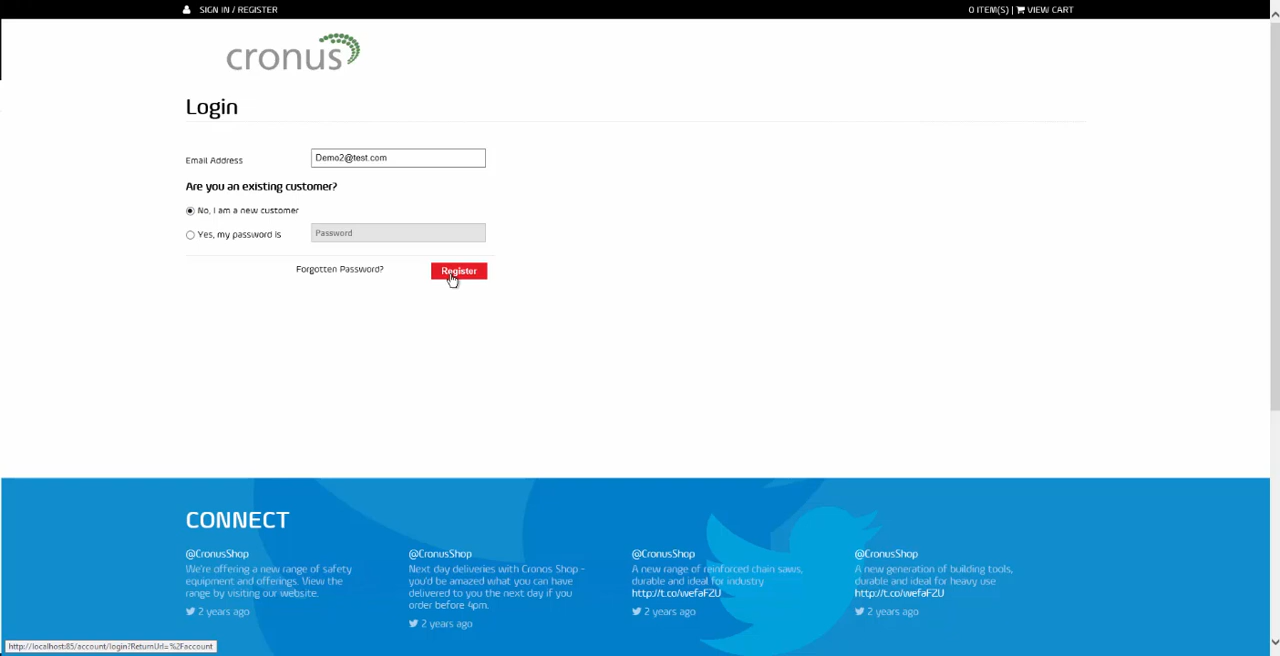 SIGN IN / REGISTER
0 ITEM(S) | VIEW CART
cronus
Login
Email Address
Demo2@test.com
Are you an existing customer?
No, I am a new customer
Yes, my password is
Password
Forgotten Password?
Register
CONNECT
@CronusShop
We're offering a new range of safety
equipment and offerings. View the
range by visiting our website.
2 years ago
@CronusShop
Next day deliveries with Cronus Shop -
you'd be amazed what you can have
delivered to you the next day if you
order before 4pm.
2 years ago
@CronusShop
A new range of reinforced chain saws,
durable and ideal for industry
http://t.co/wefaFZU
2 years ago
@CronusShop
A new generation of building tools,
durable and ideal for heavy use
http://t.co/wefaFZU
2 years ago
http://localhost:85/account/login?ReturnUrl=%2Faccount